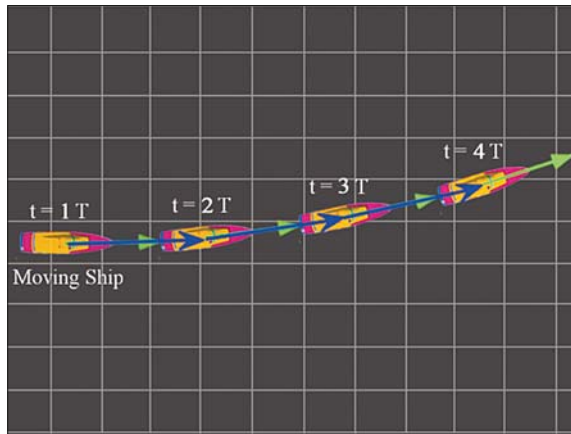 t = 1 T
t = 2 T
t = 3 T
t = 4 T
Moving Ship